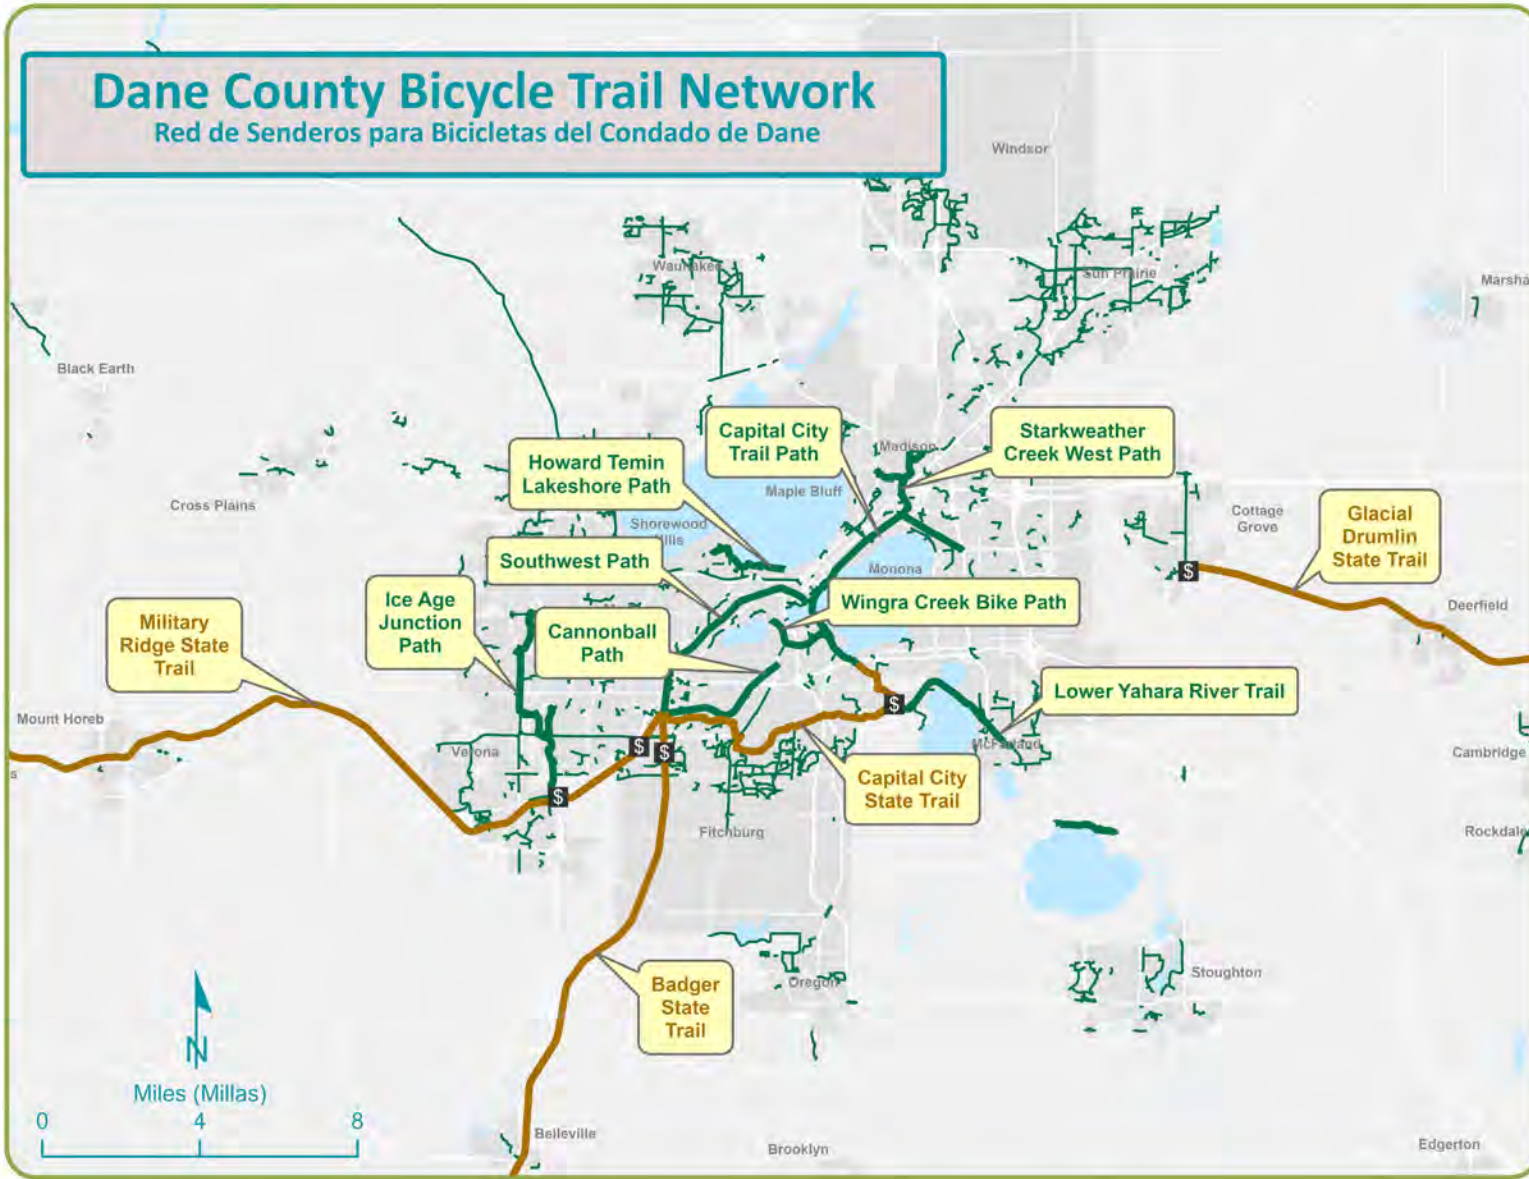 Dane County Bicycle Trail Network
Red de Senderos para Bicicletas del Condado de Dane
Windsor
Waunakee
Sun Prairie
Black Earth
Capital City
Trail Path
Madison
Starkweather
Creek West Path
Howard Temin
Lakeshore Path
Maple Bluff
Cross Plains
Shorewood
Cottage
Grove
Glacial
Drumlin
State Trail
Southwest Path
Monona
$
Ice Age
Junction
Path
Wingra Creek Bike Path
Deerfield
Military
Ridge State
Trail
Cannonball
Path
Lower Yahara River Trail
Mount Horeb
$
Verona
$
$
McFarland
Cambridge
Capital City
State Trail
$
Fitchburg
Rockdale
Badger
State
Trail
Oregon
Stoughton
N
Miles (Millas)
0
4
8
Belleville
Brooklyn
Edgerton